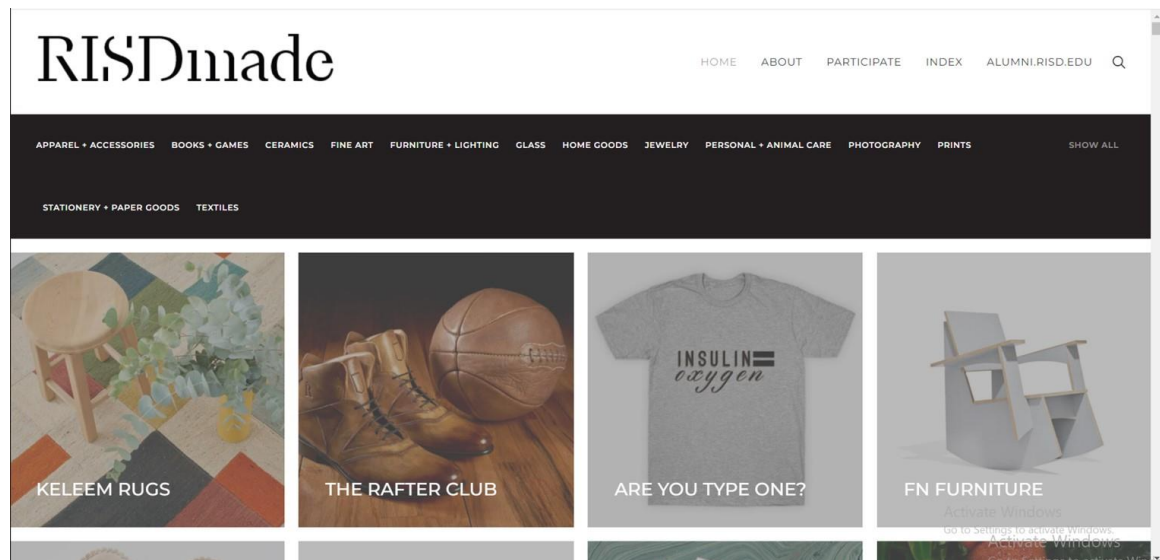 RISDmade
HOME ABOUT PARTICIPATE INDEX ALUMNI.RISD.EDU
APPAREL + ACCESSORIES BOOKS + GAMES CERAMICS FINE ART FURNITURE + LIGHTING GLASS HOME GOODS JEWELRY PERSONAL + ANIMAL CARE PHOTOGRAPHY PRINTS SHOW ALL
STATIONERY + PAPER GOODS TEXTILES
INSULIN
oxygen
KELEEM RUGS THE RAFTER CLUB ARE YOU TYPE ONE? FN FURNITURE
Activate Windows
Go to Settings to activate Windows.
Activate Windows